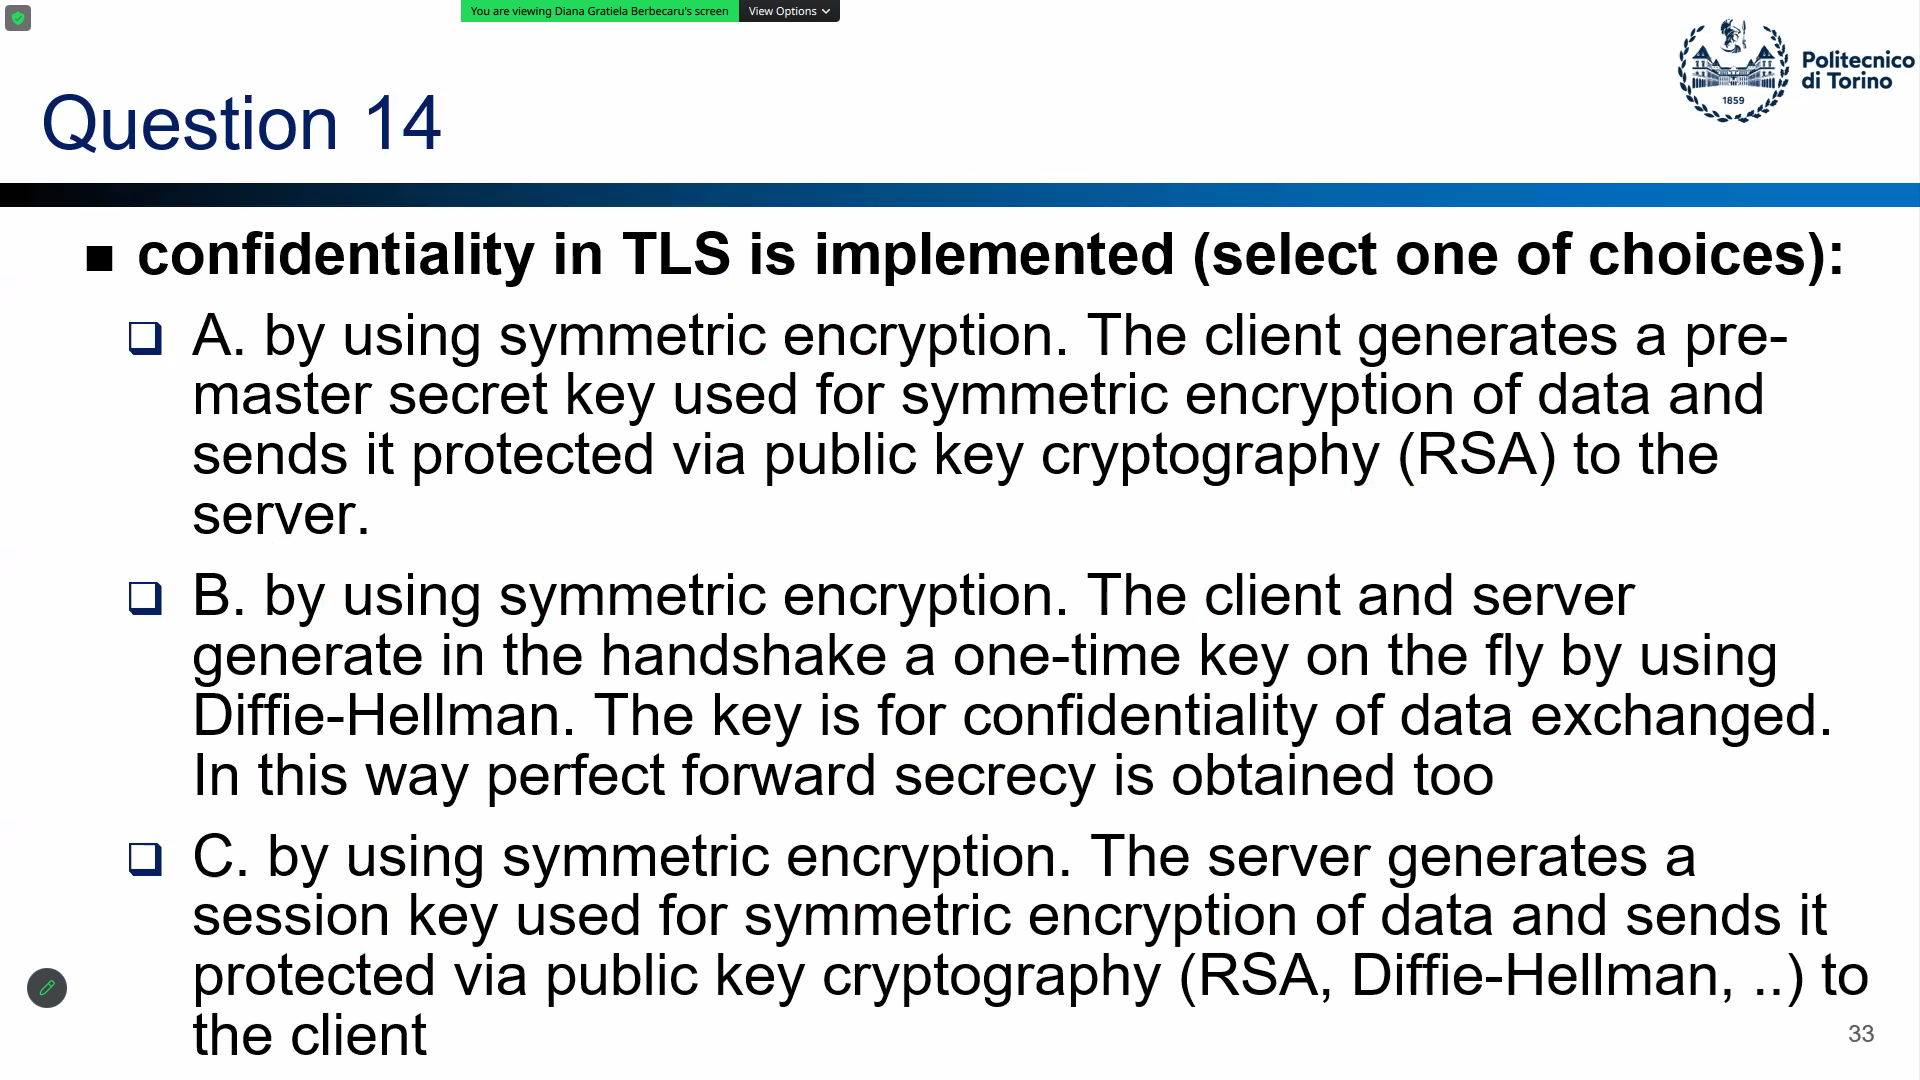 You are viewing Diana Gratiela Berbecaru's screen
View Options
Politecnico
di Torino
1859
Question 14
confidentiality in TLS is implemented (select one of choices):
A. by using symmetric encryption. The client generates a pre-
master secret key used for symmetric encryption of data and
sends it protected via public key cryptography (RSA) to the
server.
B. by using symmetric encryption. The client and server
generate in the handshake a one-time key on the fly by using
Diffie-Hellman. The key is for confidentiality of data exchanged.
In this way perfect forward secrecy is obtained too
C. by using symmetric encryption. The server generates a
session key used for symmetric encryption of data and sends it
protected via public key cryptography (RSA, Diffie-Hellman, ..) to
the client
33